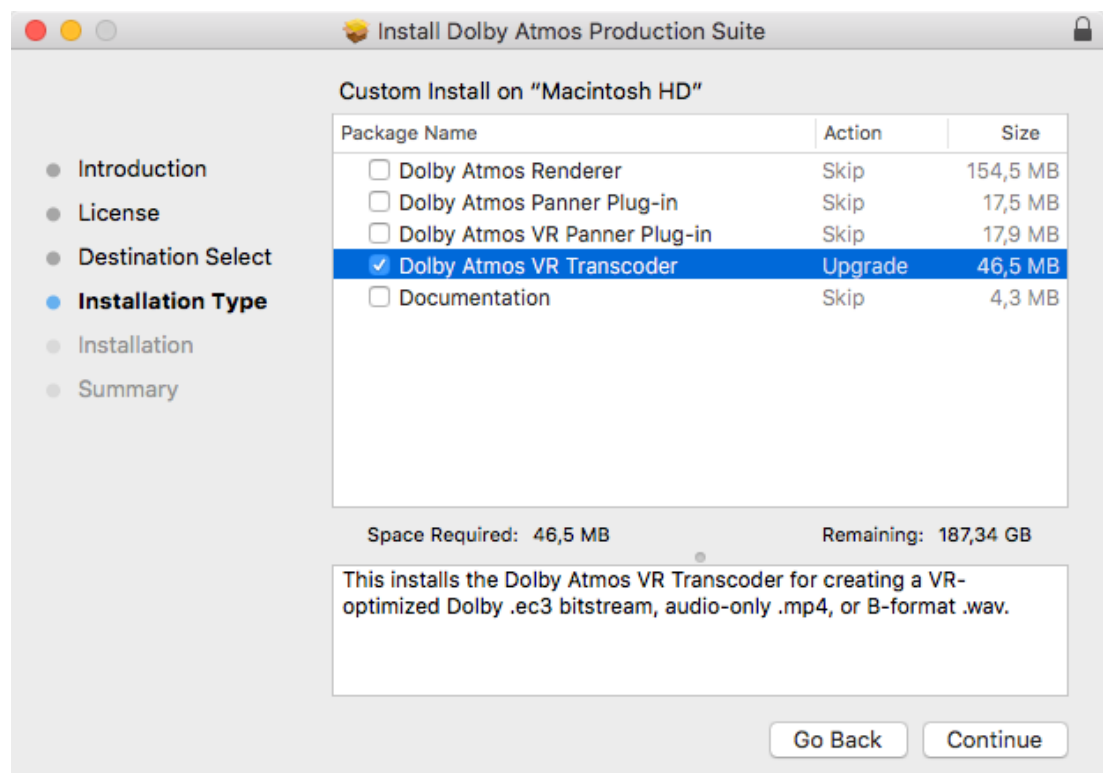 Install Dolby Atmos Production Suite
Custom Install on “Macintosh HD”
Introduction
License
Destination Select
Installation Type
Installation
Summary
Package Name Action Size
Dolby Atmos Renderer Skip 154,5 MB
Dolby Atmos Panner Plug-in Skip 17,5 MB
Dolby Atmos VR Panner Plug-in Skip 17,9 MB
Dolby Atmos VR Transcoder Upgrade 46,5 MB
Documentation Skip 4,3 MB
Space Required: 46,5 MB Remaining: 187,34 GB
This installs the Dolby Atmos VR Transcoder for creating a VR-
optimized Dolby .ec3 bitstream, audio-only .mp4, or B-format .wav.
Go Back Continue